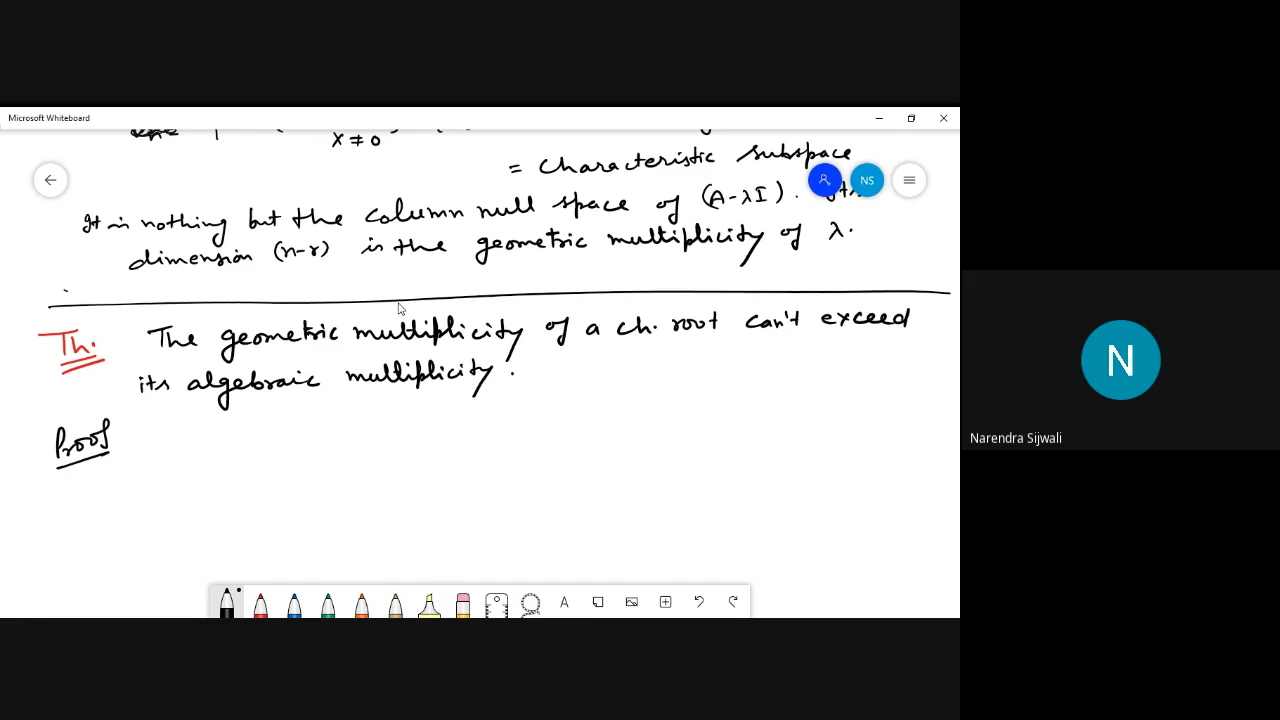 Microsoft Whiteboard
x ≠ 0
= characteristic subspace
NS
It is nothing but the column null space of (A-λI).
dimension (n-r) is the geometric multiplicity of λ.
Th. The geometric multiplicity of a ch. root can't exceed
its algebraic multiplicity.
Proof
A
N
Narendra Sijwali